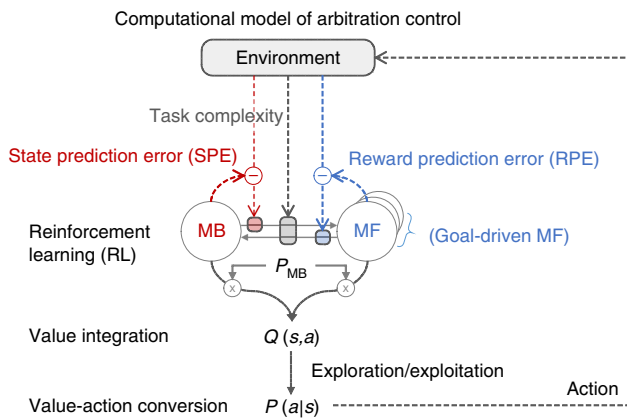 Computational model of arbitration control
Environment
Task complexity
State prediction error (SPE)
−
−
Reward prediction error (RPE)
MB
MF
Reinforcement
learning (RL)
(Goal-driven MF)
PMB
x
x
Value integration
Q (s,a)
Exploration/exploitation
Action
Value-action conversion
P (a|s)